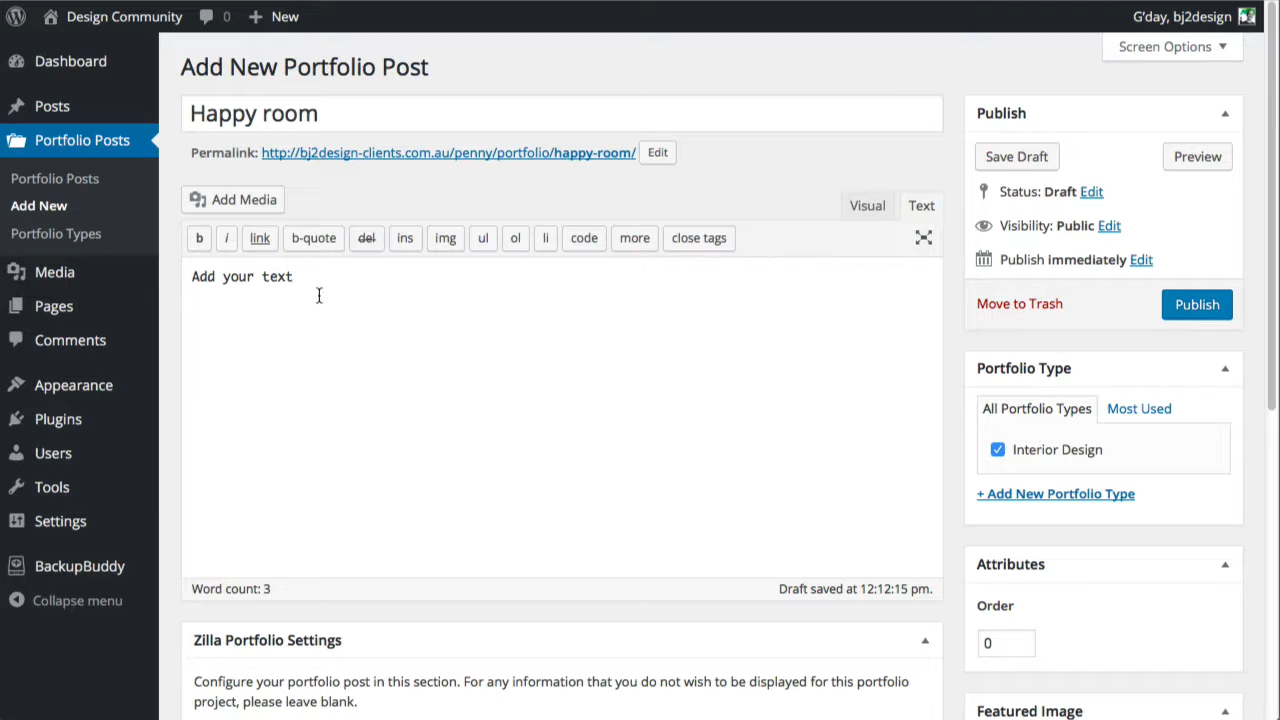 Design Community 0 New G'day, bj2design
Screen Options
Dashboard
Posts
Portfolio Posts
Portfolio Posts
Add New
Portfolio Types
Media
Pages
Comments
Appearance
Plugins
Users
Tools
Settings
BackupBuddy
Collapse menu
Add New Portfolio Post
Happy room
Permalink: http://bj2design-clients.com.au/penny/portfolio/happy-room/ Edit
Add Media
Visual Text
b i link b-quote del ins img ul ol li code more close tags
Add your text
Word count: 3 Draft saved at 12:12:15 pm.
Zilla Portfolio Settings
Configure your portfolio post in this section. For any information that you do not wish to be displayed for this portfolio
project, please leave blank.
Publish
Save Draft Preview
Status: Draft Edit
Visibility: Public Edit
Publish immediately Edit
Move to Trash Publish
Portfolio Type
All Portfolio Types Most Used
Interior Design
+ Add New Portfolio Type
Attributes
Order
0
Featured Image